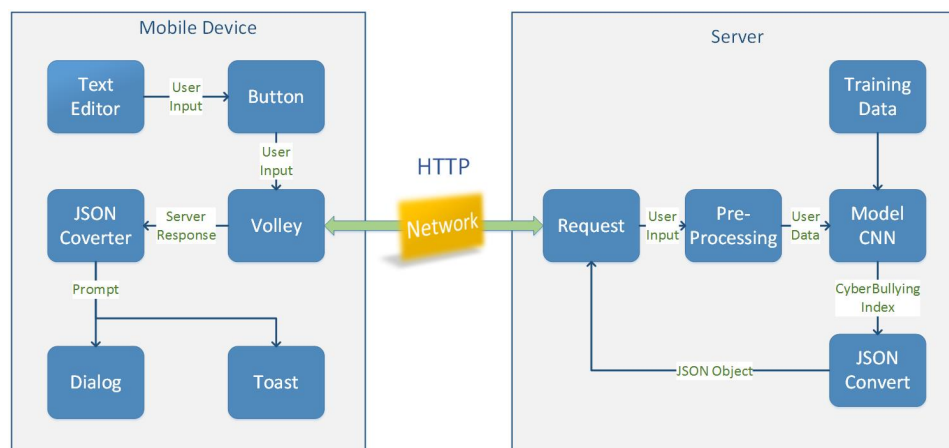 Mobile Device
Text
Editor
User
Input
Button
User
Input
JSON
Coverter
Server
Response
Volley
Prompt
Dialog
Toast
HTTP
Network
Server
Training
Data
Request
User
Input
Pre-
Processing
User
Data
Model
CNN
CyberBullying
Index
JSON Object
JSON
Convert